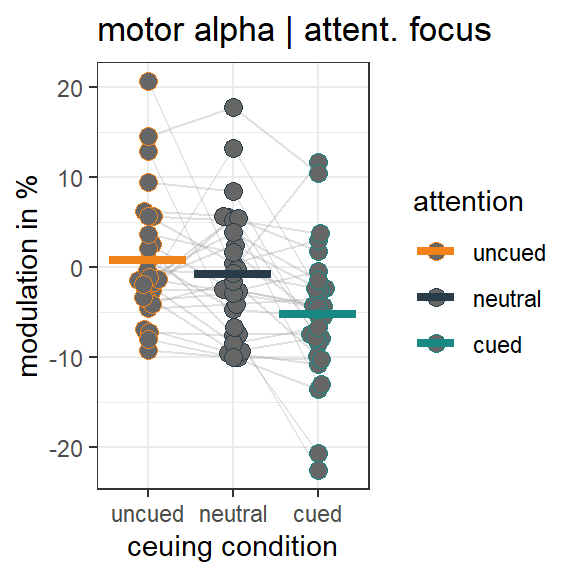 motor alpha | attent. focus
modulation in %
20
10
0
-10
-20
uncued neutral cued
ceuing condition
attention
uncued
neutral
cued